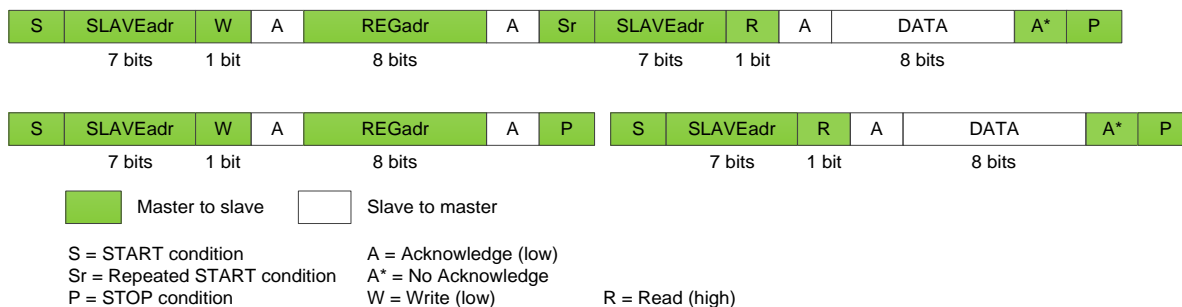 S SLAVEadr W A REGadr A Sr SLAVEadr R A DATA A* P
7 bits 1 bit 8 bits 7 bits 1 bit 8 bits
S SLAVEadr W A REGadr A P S SLAVEadr R A DATA A* P
7 bits 1 bit 8 bits 7 bits 1 bit 8 bits
Master to slave Slave to master
S = START condition A = Acknowledge (low)
Sr = Repeated START condition A* = No Acknowledge
P = STOP condition W = Write (low) R = Read (high)